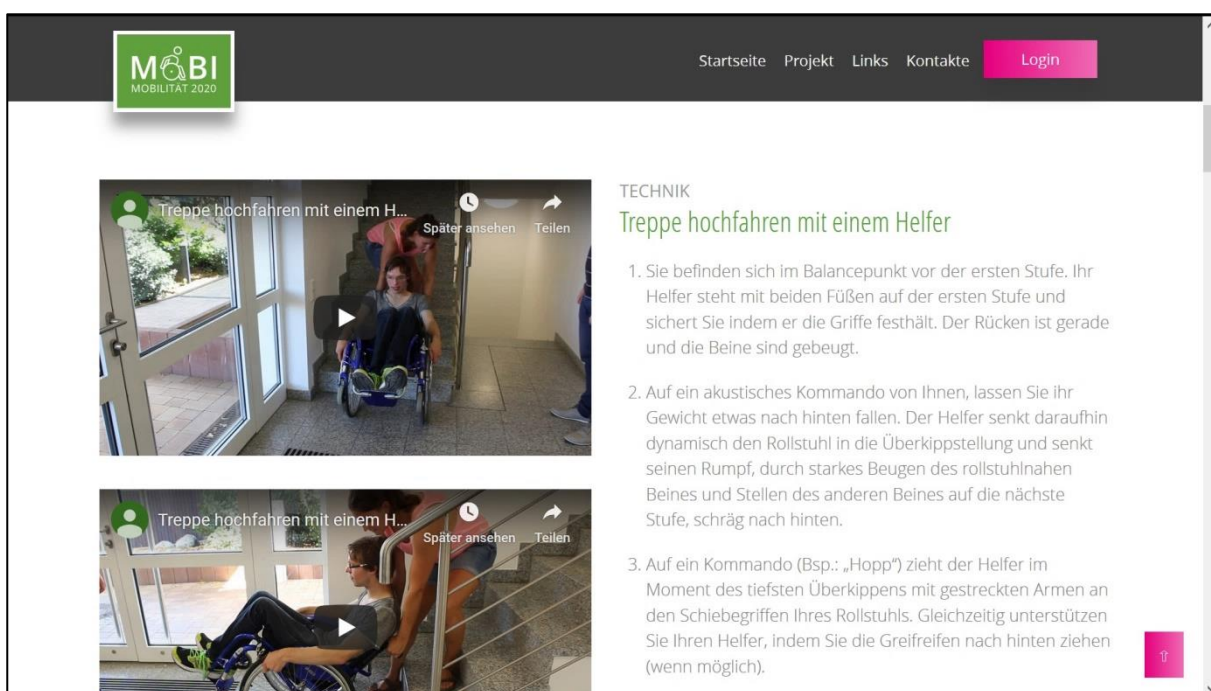 MOBI
MOBILITÄT 2020
Startseite Projekt Links Kontakte Login
Treppe hochfahren mit einem H...
Später ansehen Teilen
Treppe hochfahren mit einem H...
Später ansehen Teilen
TECHNIK
Treppe hochfahren mit einem Helfer
1. Sie befinden sich im Balancepunkt vor der ersten Stufe. Ihr
Helfer steht mit beiden Füßen auf der ersten Stufe und
sichert Sie indem er die Griffe festhält. Der Rücken ist gerade
und die Beine sind gebeugt.
2. Auf ein akustisches Kommando von Ihnen, lassen Sie ihr
Gewicht etwas nach hinten fallen. Der Helfer senkt daraufhin
dynamisch den Rollstuhl in die Überkippstellung und senkt
seinen Rumpf, durch starkes Beugen des rollstuhlnahen
Beines und Stellen des anderen Beines auf die nächste
Stufe, schräg nach hinten.
3. Auf ein Kommando (Bsp.: „Hopp“) zieht der Helfer im
Moment des tiefsten Überkippens mit gestreckten Armen an
den Schiebegriffen Ihres Rollstuhls. Gleichzeitig unterstützen
Sie Ihren Helfer, indem Sie die Greifreifen nach hinten ziehen
(wenn möglich).